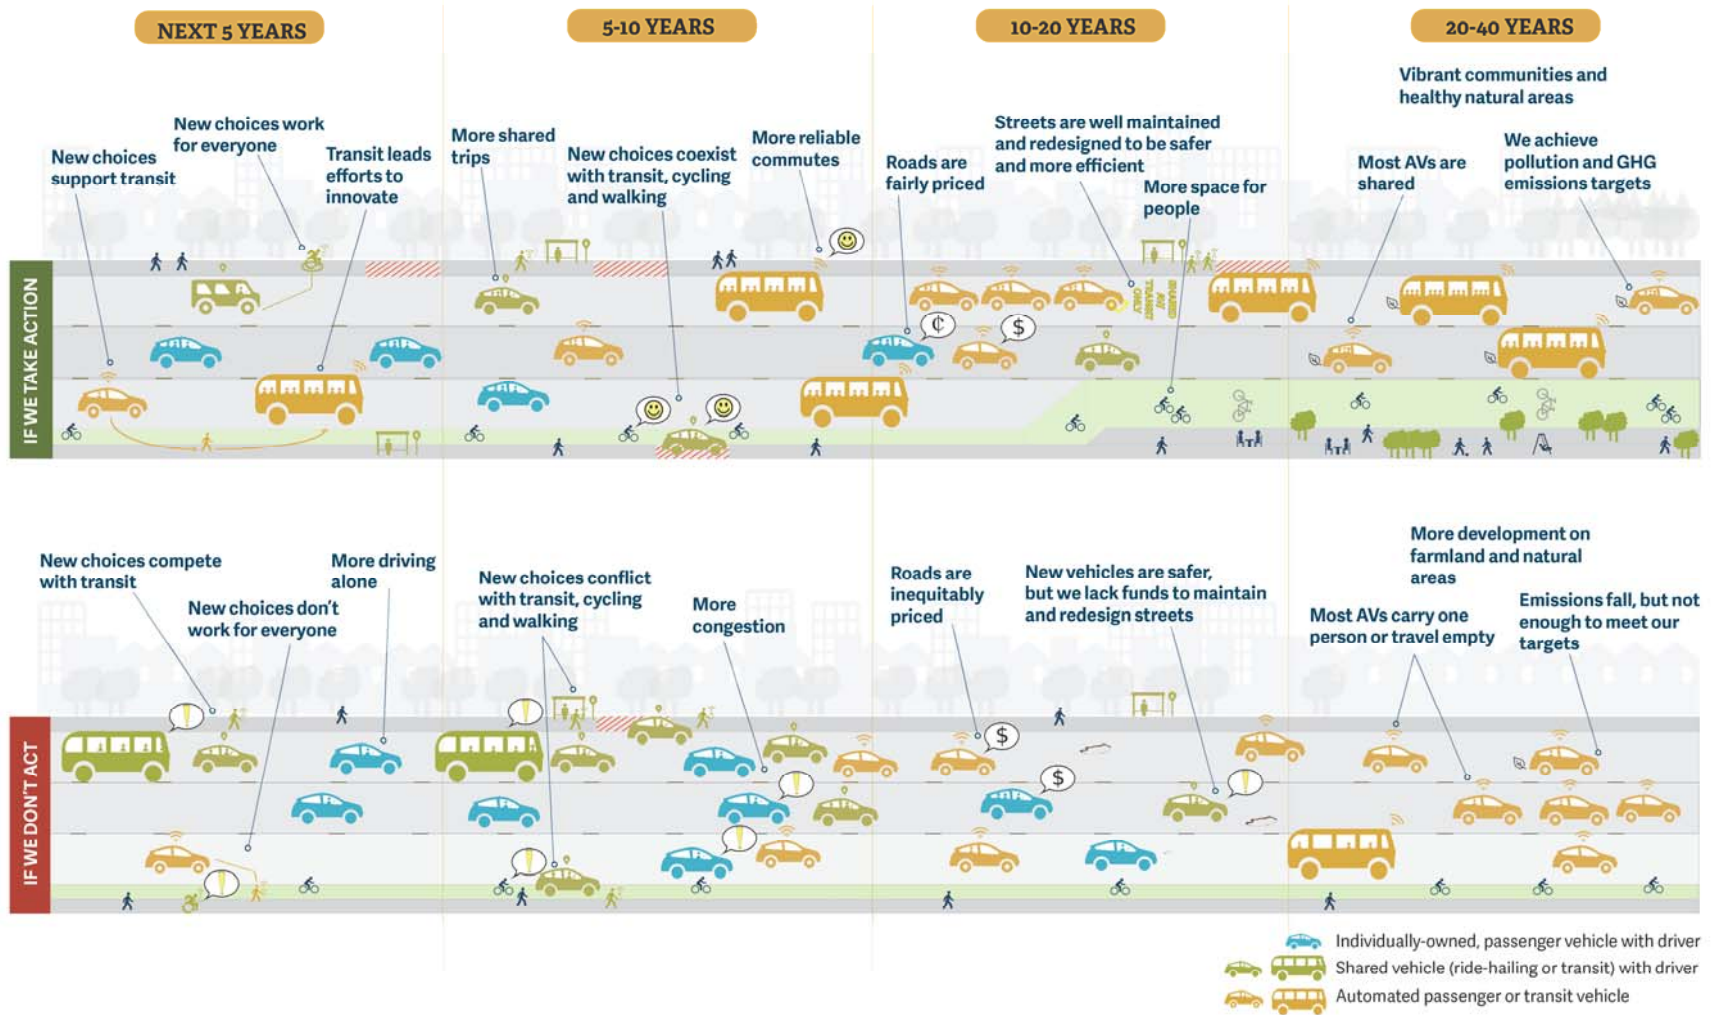 NEXT 5 YEARS
5-10 YEARS
10-20 YEARS
20-40 YEARS
IF WE TAKE ACTION
New choices
support transit
New choices work
for everyone
Transit leads
efforts to
innovate
More shared
trips
New choices coexist
with transit, cycling
and walking
More reliable
commutes
Roads are
fairly priced
Streets are well maintained
and redesigned to be safer
and more efficient
More space for
people
Vibrant communities and
healthy natural areas
Most AVs are
shared
We achieve
pollution and GHG
emissions targets
¢
$
SHARED
AND
TRANSIT
ONLY
IF WE DON'T ACT
New choices compete
with transit
New choices don't
work for everyone
More driving
alone
New choices conflict
with transit, cycling
and walking
More
congestion
Roads are
inequitably
priced
New vehicles are safer,
but we lack funds to maintain
and redesign streets
More development on
farmland and natural
areas
Most AVs carry one
person or travel empty
Emissions fall, but not
enough to meet our
targets
!
!
!
!
!
!
$
$
!
Individually-owned, passenger vehicle with driver
Shared vehicle (ride-hailing or transit) with driver
Automated passenger or transit vehicle